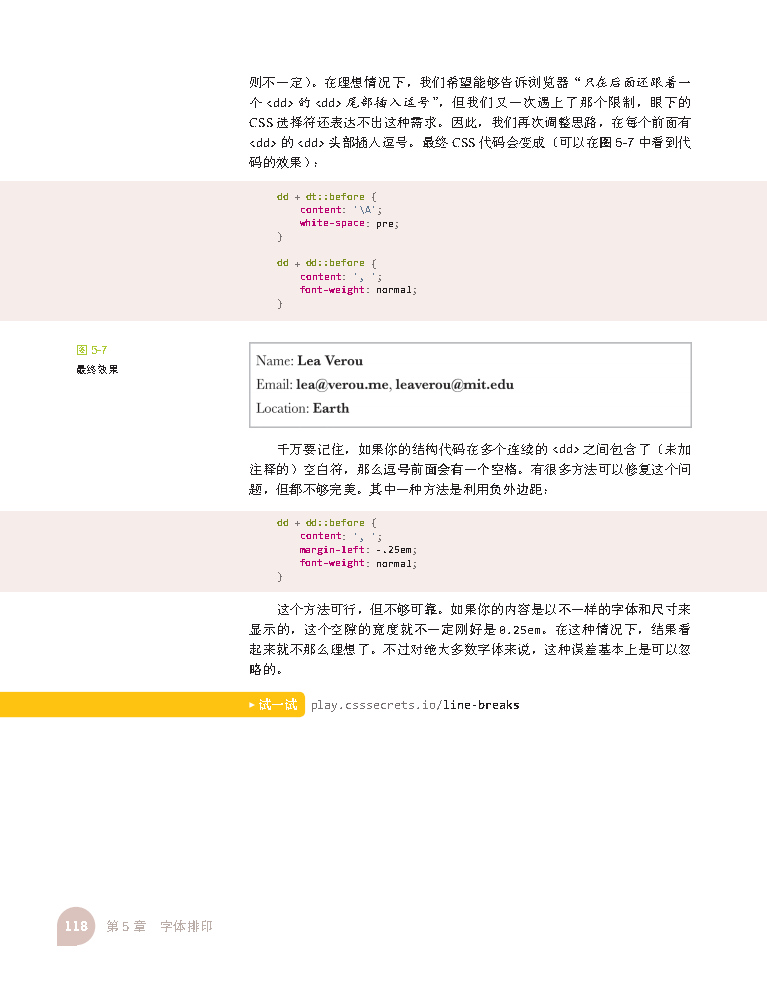 则不一定）。在理想情况下，我们希望能够告诉浏览器“只在后面还跟着一
个 <dd> 的 <dd> 尾部插入逗号”，但我们又一次遇上了那个限制，眼下的
CSS 选择符还表达不出这种需求。因此，我们再次调整思路，在每个前面有
<dd> 的 <dd> 头部插入逗号。最终 CSS 代码会变成（可以在图 5-7 中看到代
码的效果）：
dd + dt::before {
    content: '\A';
    white-space: pre;
}
dd + dd::before {
    content: ', ';
    font-weight: normal;
}
图 5-7
最终效果
Name: Lea Verou
Email: lea@verou.me, leaverou@mit.edu
Location: Earth
千万要记住，如果你的结构代码在多个连续的 <dd> 之间包含了（未加
注释的）空白符，那么逗号前面会有一个空格。有很多方法可以修复这个问
题，但都不够完美。其中一种方法是利用负外边距：
dd + dd::before {
    content: ', ';
    margin-left: -.25em;
    font-weight: normal;
}
这个方法可行，但不够可靠。如果你的内容是以不一样的字体和尺寸来
显示的，这个空隙的宽度就不一定刚好是 0.25em。在这种情况下，结果看
起来就不那么理想了。不过对绝大多数字体来说，这种误差基本上是可以忽
略的。
▶ 试一试 play.csssecrets.io/line-breaks
118 第 5 章 字体排印